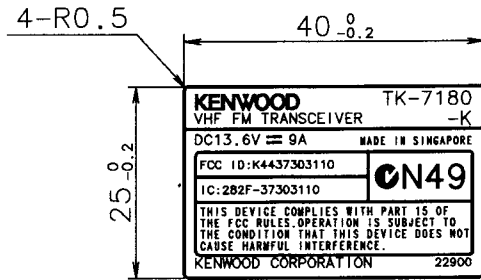 4-R0.5
40 0 -0.2
25 0 -0.2
KENWOOD TK-7180
VHF FM TRANSCEIVER -K
DC13.6V ⎓ 9A MADE IN SINGAPORE
FCC ID:K4437303110
N49
IC:282F-37303110
THIS DEVICE COMPLIES WITH PART 15 OF
THE FCC RULES.OPERATION IS SUBJECT TO
THE CONDITION THAT THIS DEVICE DOES NOT
CAUSE HARMFUL INTERFERENCE.
KENWOOD CORPORATION 22900